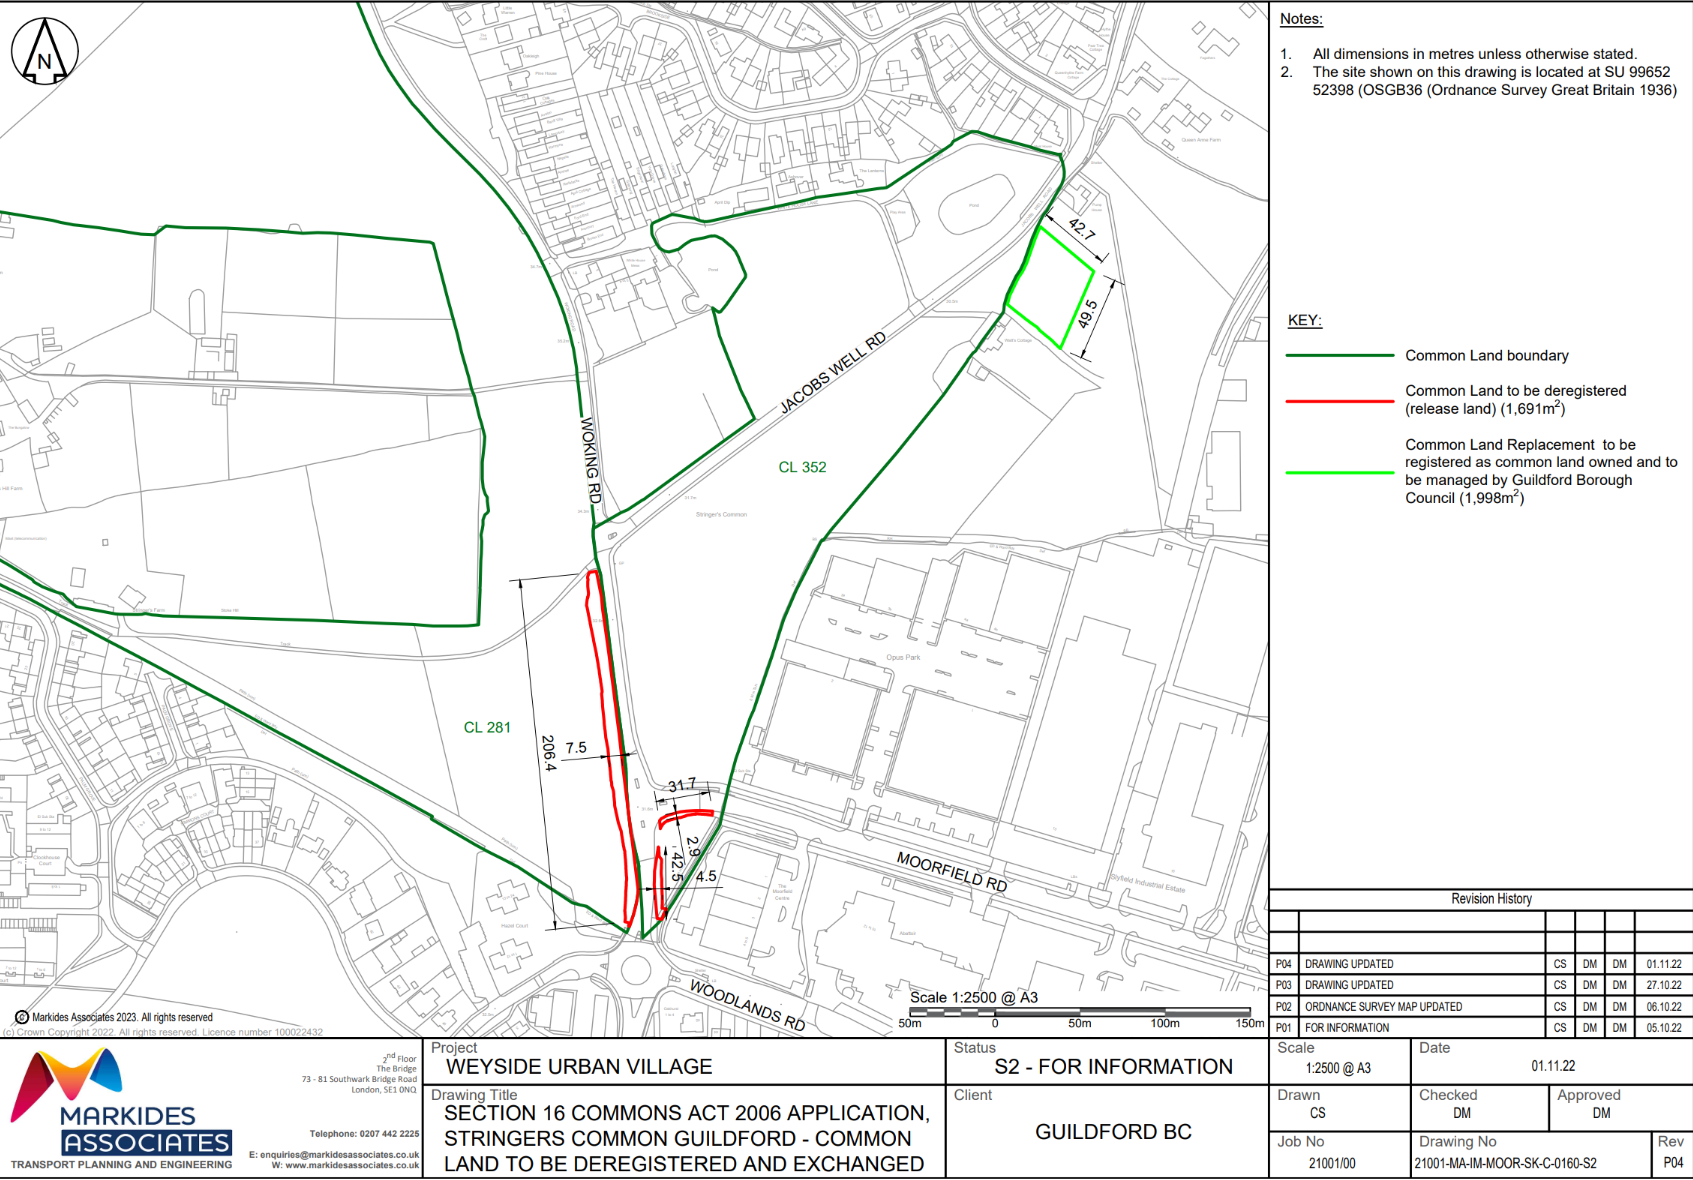 N
Notes:
1. All dimensions in metres unless otherwise stated.
2. The site shown on this drawing is located at SU 99652
52398 (OSGB36 (Ordnance Survey Great Britain 1936)
KEY:
Common Land boundary
Common Land to be deregistered
(release land) (1,691m²)
Common Land Replacement to be
registered as common land owned and to
be managed by Guildford Borough
Council (1,998m²)
Queen Anne Farm
Pond
42.7
49.5
Pond
JACOBS WELL RD
WOKING RD
CL 352
Stringer's Common
Opus Park
CL 281
206.4
7.5
31.7
2.9
42.5
4.5
MOORFIELD RD
Slyfield Industrial Estate
The
Moorfield
Centre
Hazel Court
WOODLANDS RD
Scale 1:2500 @ A3
50m 0 50m 100m 150m
© Markides Associates 2023. All rights reserved
(c) Crown Copyright 2022. All rights reserved. Licence number 100022432
Revision History
P04 DRAWING UPDATED CS DM DM 01.11.22
P03 DRAWING UPDATED CS DM DM 27.10.22
P02 ORDNANCE SURVEY MAP UPDATED CS DM DM 06.10.22
P01 FOR INFORMATION CS DM DM 05.10.22
MARKIDES
ASSOCIATES
TRANSPORT PLANNING AND ENGINEERING
2nd Floor
The Bridge
73 - 81 Southwark Bridge Road
London, SE1 0NQ
Telephone: 0207 442 2225
E: enquiries@markidesassociates.co.uk
W: www.markidesassociates.co.uk
Project
WEYSIDE URBAN VILLAGE
Drawing Title
SECTION 16 COMMONS ACT 2006 APPLICATION,
STRINGERS COMMON GUILDFORD - COMMON
LAND TO BE DEREGISTERED AND EXCHANGED
Status
S2 - FOR INFORMATION
Client
GUILDFORD BC
Scale
1:2500 @ A3
Date
01.11.22
Drawn
CS
Checked
DM
Approved
DM
Job No
21001/00
Drawing No
21001-MA-IM-MOOR-SK-C-0160-S2
Rev
P04